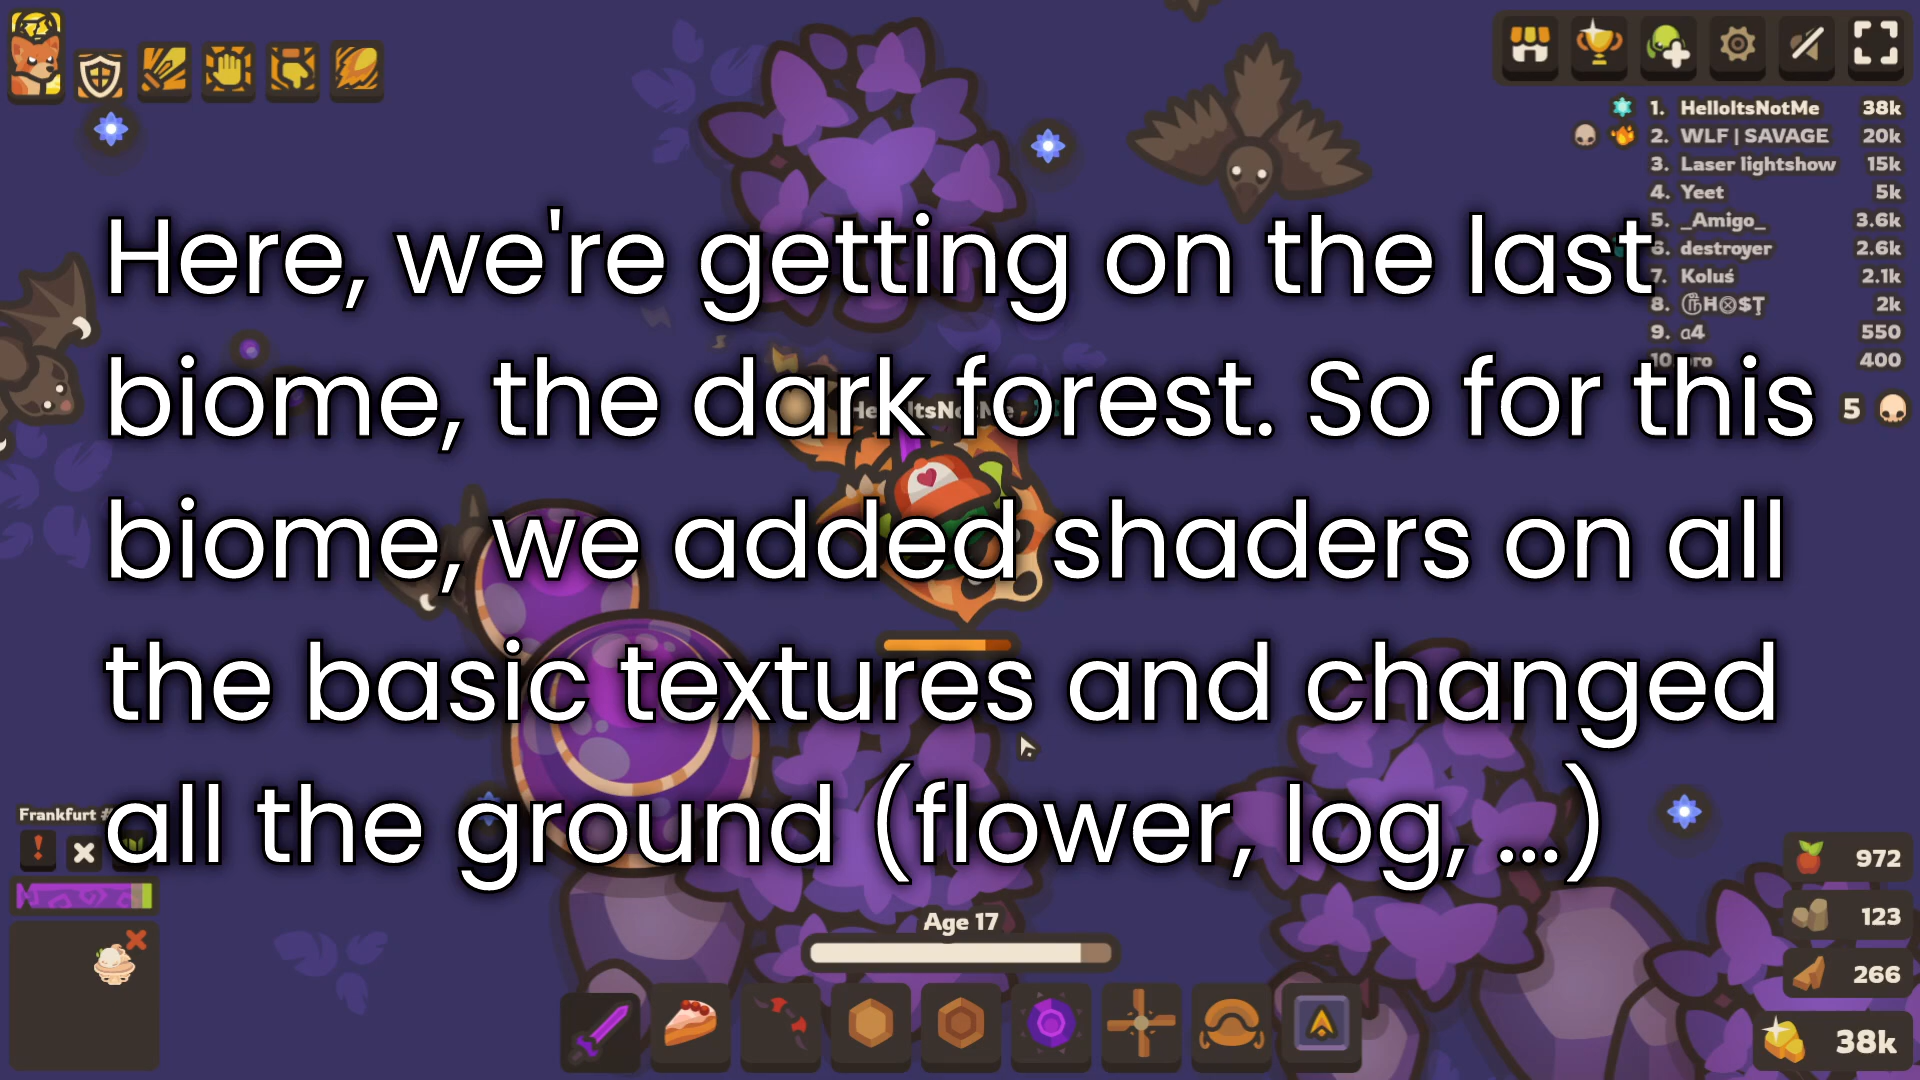 1. HelloItsNotMe 38k
2. WLF | SAVAGE 20k
3. Laser lightshow 15k
4. Yeet 5k
5. _Amigo_ 3.6k
6. destroyer 2.6k
7. Koluś 2.1k
8. 2k
9. a4 550
10. 400
5
Here, we're getting on the last
biome, the dark forest. So for this
biome, we added shaders on all
the basic textures and changed
all the ground (flower, log, ...)
HelloItsNotMe
Frankfurt #
Age 17
972
123
266
38k